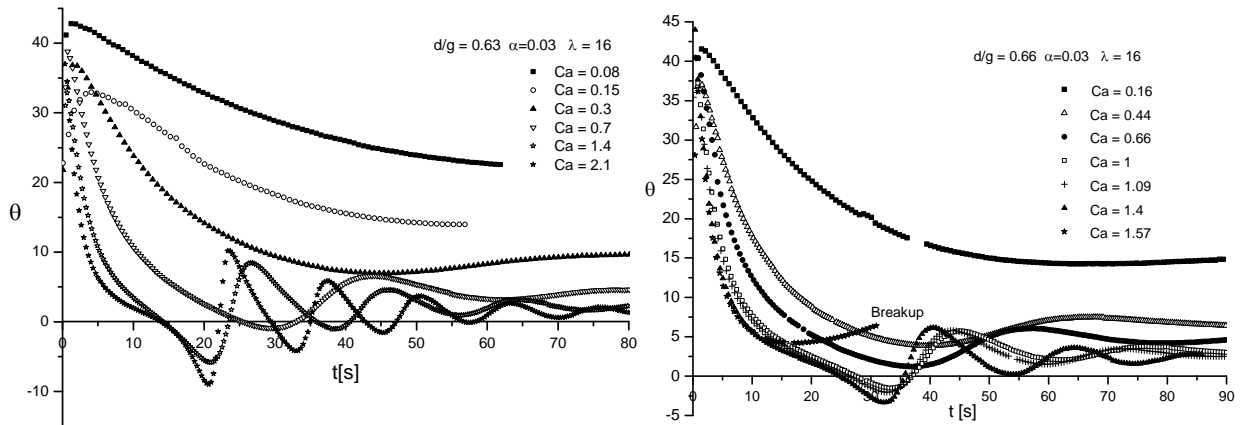 d/g = 0.63 α=0.03 λ = 16
Ca = 0.08
Ca = 0.15
Ca = 0.3
Ca = 0.7
Ca = 1.4
Ca = 2.1
θ
40
30
20
10
0
-10
0 10 20 30 40 50 60 70 80
t[s]
d/g = 0.66 α=0.03 λ = 16
Ca = 0.16
Ca = 0.44
Ca = 0.66
Ca = 1
Ca = 1.09
Ca = 1.4
Ca = 1.57
Breakup
θ
45
40
35
30
25
20
15
10
5
0
-5
0 10 20 30 40 50 60 70 80 90
t [s]